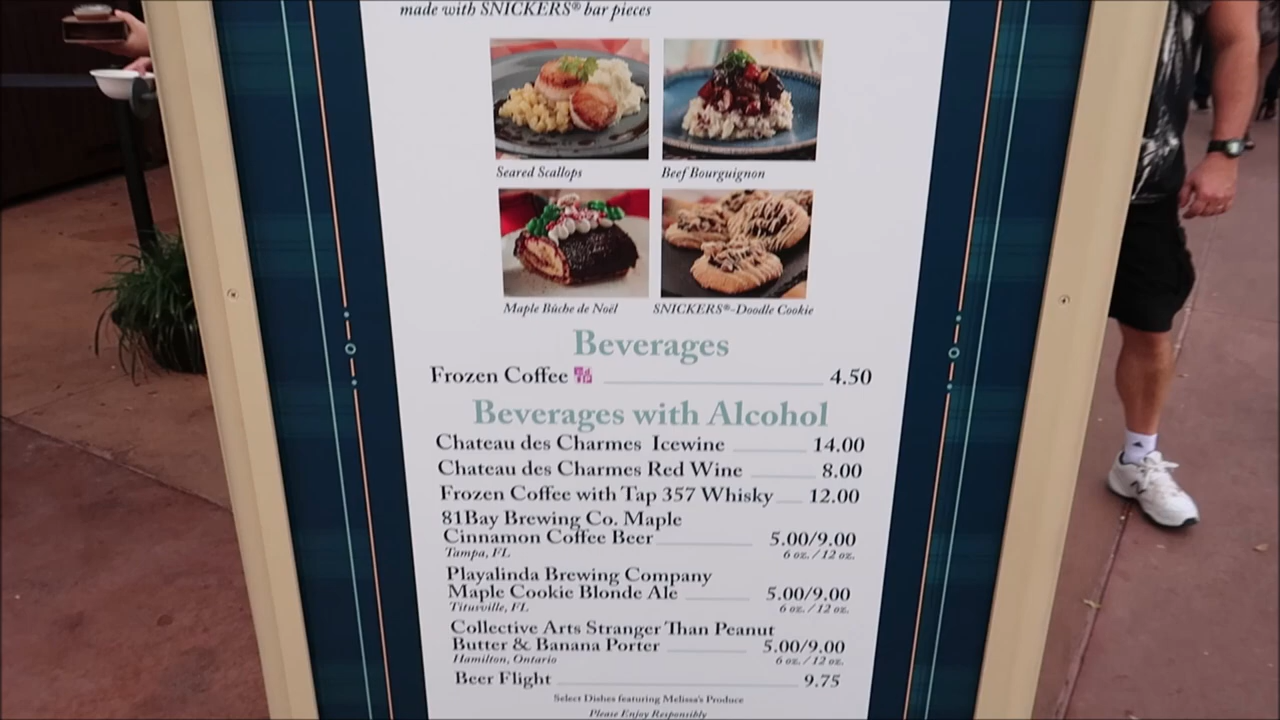 made with SNICKERS® bar pieces
Seared Scallops
Beef Bourguignon
Maple Bûche de Noël
SNICKERS®-Doodle Cookie
Beverages
Frozen Coffee 4.50
Beverages with Alcohol
Chateau des Charmes Icewine 14.00
Chateau des Charmes Red Wine 8.00
Frozen Coffee with Tap 357 Whisky 12.00
81Bay Brewing Co. Maple
Cinnamon Coffee Beer 5.00/9.00
Tampa, FL 6 oz. / 12 oz.
Playalinda Brewing Company
Maple Cookie Blonde Ale 5.00/9.00
Titusville, FL 6 oz. / 12 oz.
Collective Arts Stranger Than Peanut
Butter & Banana Porter 5.00/9.00
Hamilton, Ontario 6 oz. / 12 oz.
Beer Flight 9.75
Select Dishes featuring Melissa's Produce
Please Enjoy Responsibly